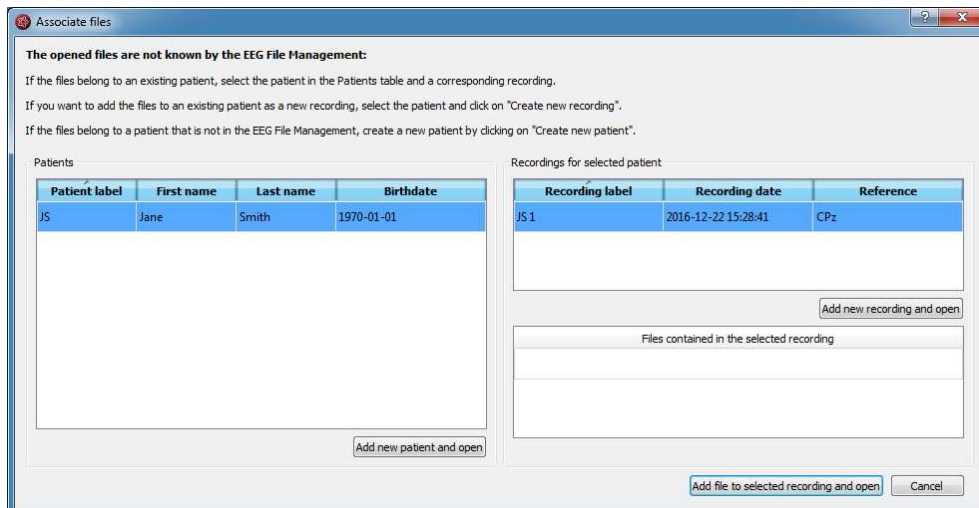 Associate files
The opened files are not known by the EEG File Management:
If the files belong to an existing patient, select the patient in the Patients table and a corresponding recording.
If you want to add the files to an existing patient as a new recording, select the patient and click on "Create new recording".
If the files belong to a patient that is not in the EEG File Management, create a new patient by clicking on "Create new patient".
Patients
Patient label First name Last name Birthdate
JS Jane Smith 1970-01-01
Add new patient and open
Recordings for selected patient
Recording label Recording date Reference
JS 1 2016-12-22 15:28:41 CPz
Add new recording and open
Files contained in the selected recording
Add file to selected recording and open Cancel